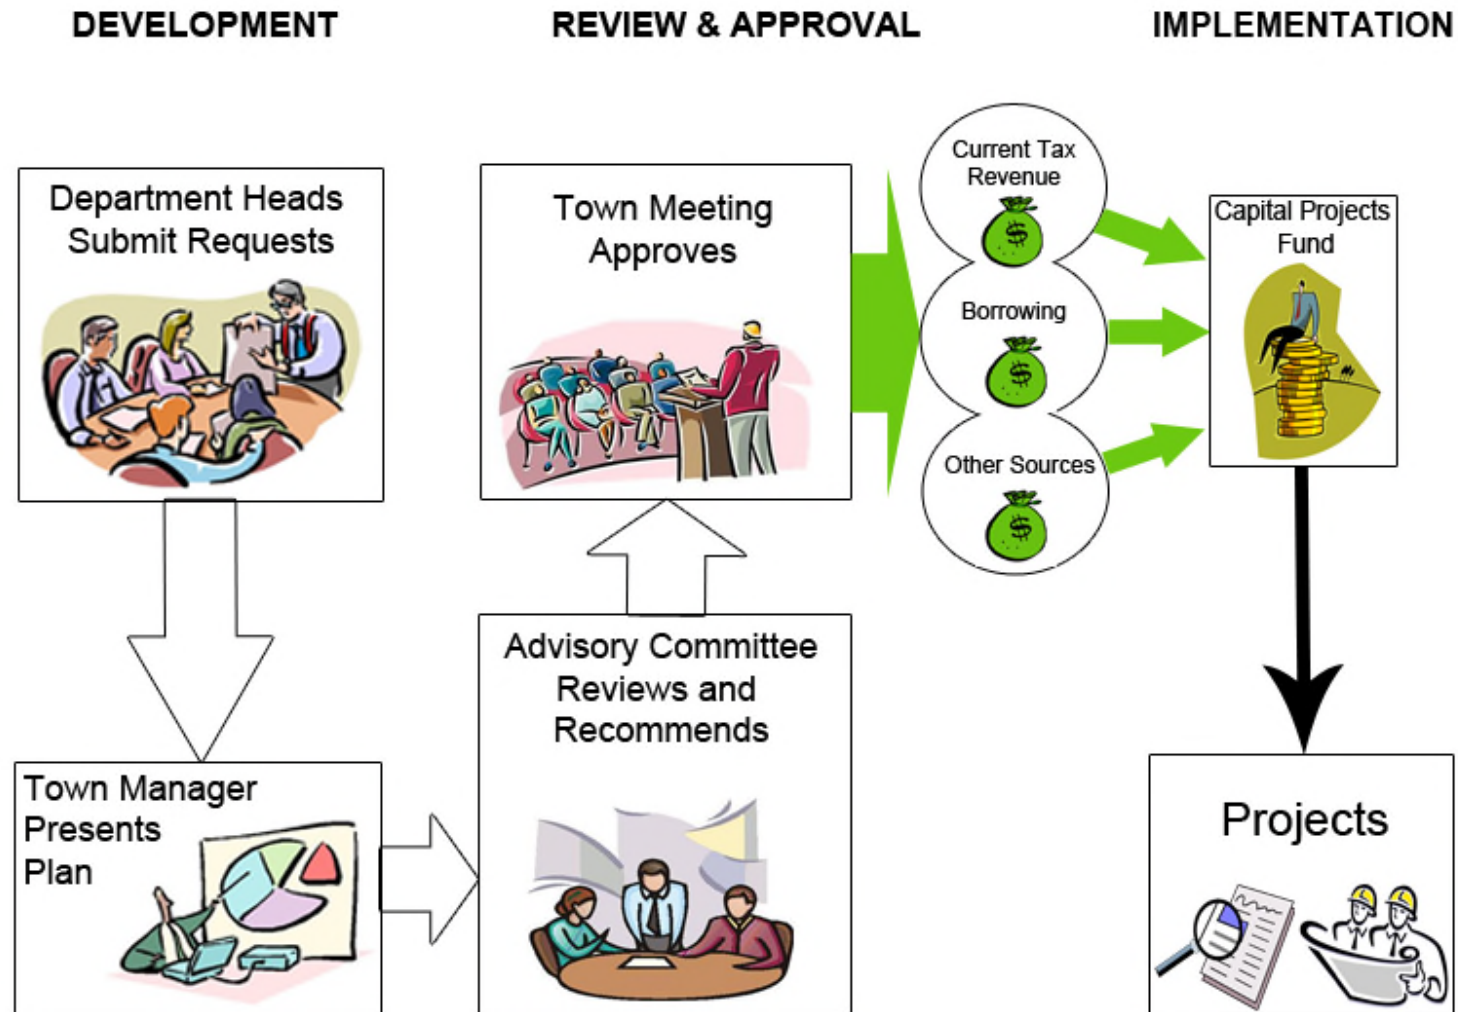 DEVELOPMENT
REVIEW & APPROVAL
IMPLEMENTATION
Department Heads
Submit Requests
Town Manager
Presents
Plan
Advisory Committee
Reviews and
Recommends
Town Meeting
Approves
Current Tax
Revenue
$
Borrowing
$
Other Sources
$
Capital Projects
Fund
Projects